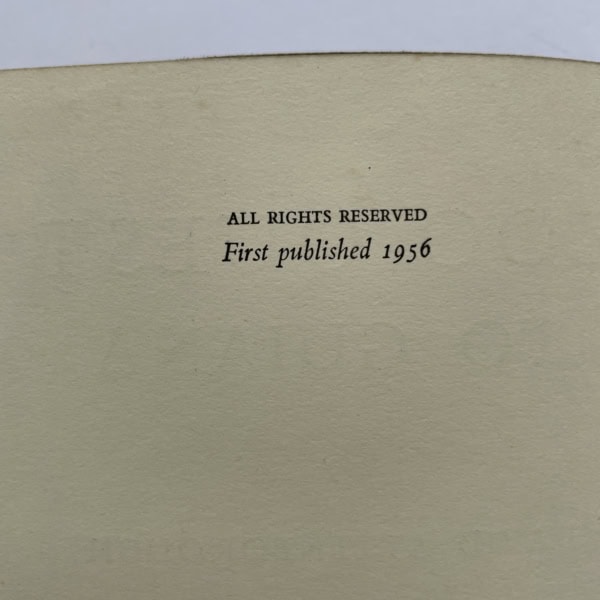 ALL RIGHTS RESERVED
First published 1956